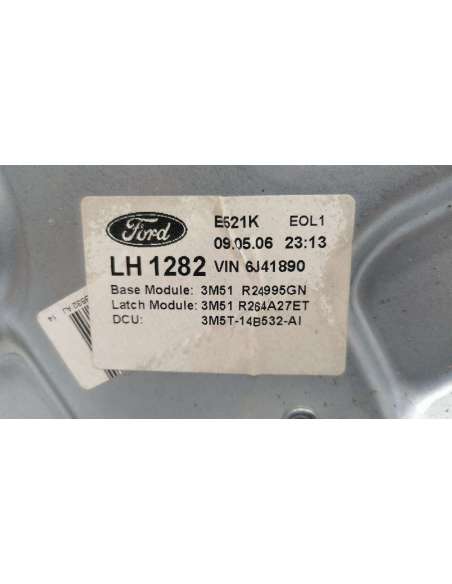 Ford
E521K EOL1
09.05.06 23:13
LH 1282 VIN 6J41890
Base Module: 3M51 R24995GN
Latch Module: 3M51 R264A27ET
DCU: 3M5T-14B532-AI